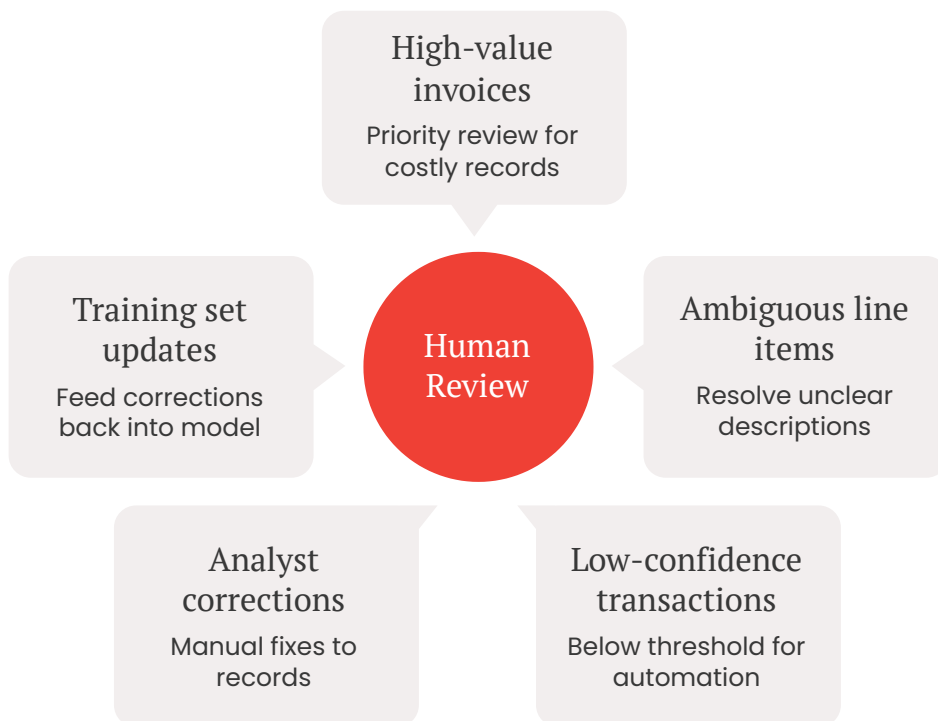 High-value
invoices
Priority review for
costly records
Training set
updates
Feed corrections
back into model
Human
Review
Ambiguous line
items
Resolve unclear
descriptions
Analyst
corrections
Manual fixes to
records
Low-confidence
transactions
Below threshold for
automation